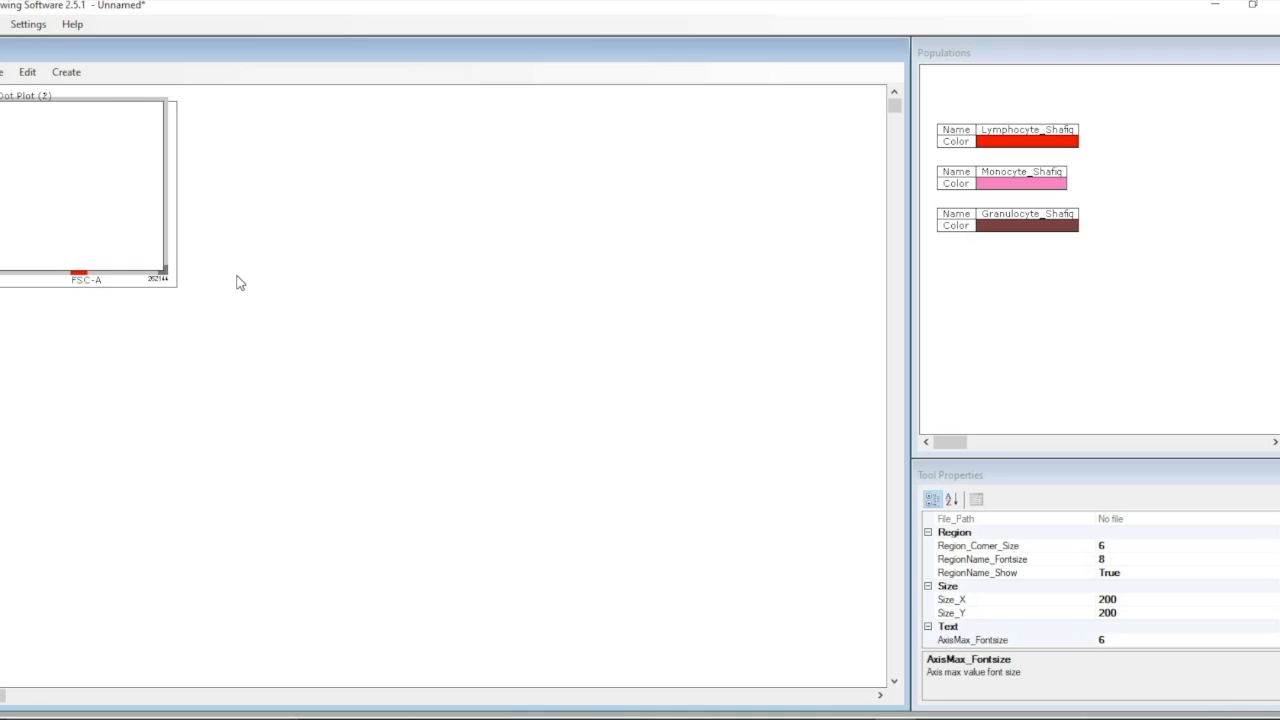 wing Software 2.5.1 - Unnamed*
Settings Help
e Edit Create
Dot Plot (2)
FSC-A
262144
Populations
Name Lymphocyte_Shafiq
Color
Name Monocyte_Shafiq
Color
Name Granulocyte_Shafiq
Color
Tool Properties
File_Path No file
Region
Region_Corner_Size 6
RegionName_Fontsize 8
RegionName_Show True
Size
Size_X 200
Size_Y 200
Text
AxisMax_Fontsize 6
AxisMax_Fontsize
Axis max value font size